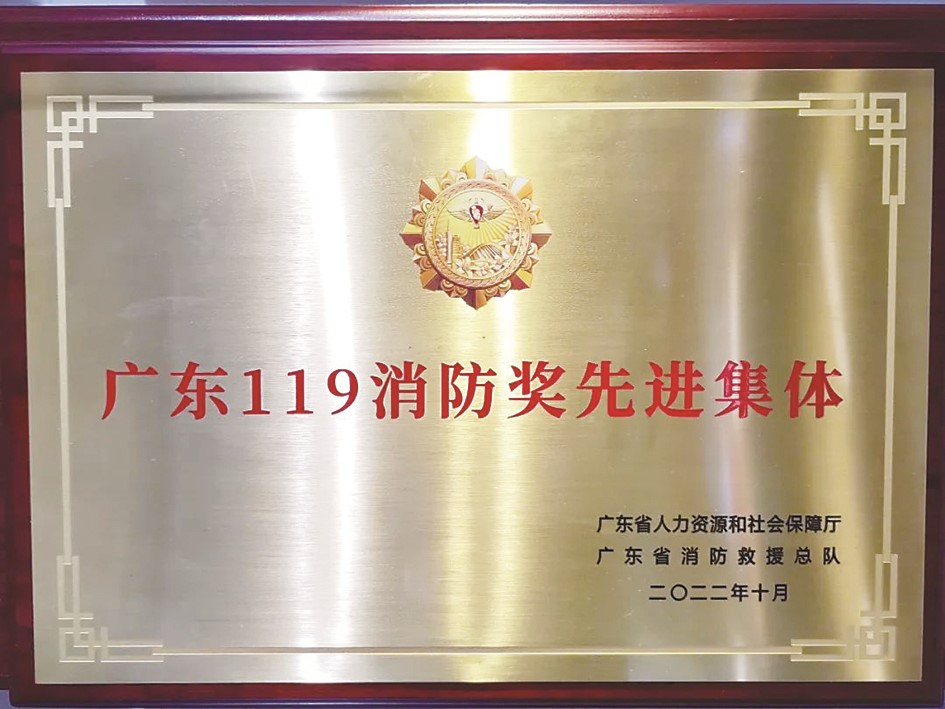 广东119消防奖先进集体
广东省人力资源和社会保障厅
广东省消防救援总队
二〇二二年十月